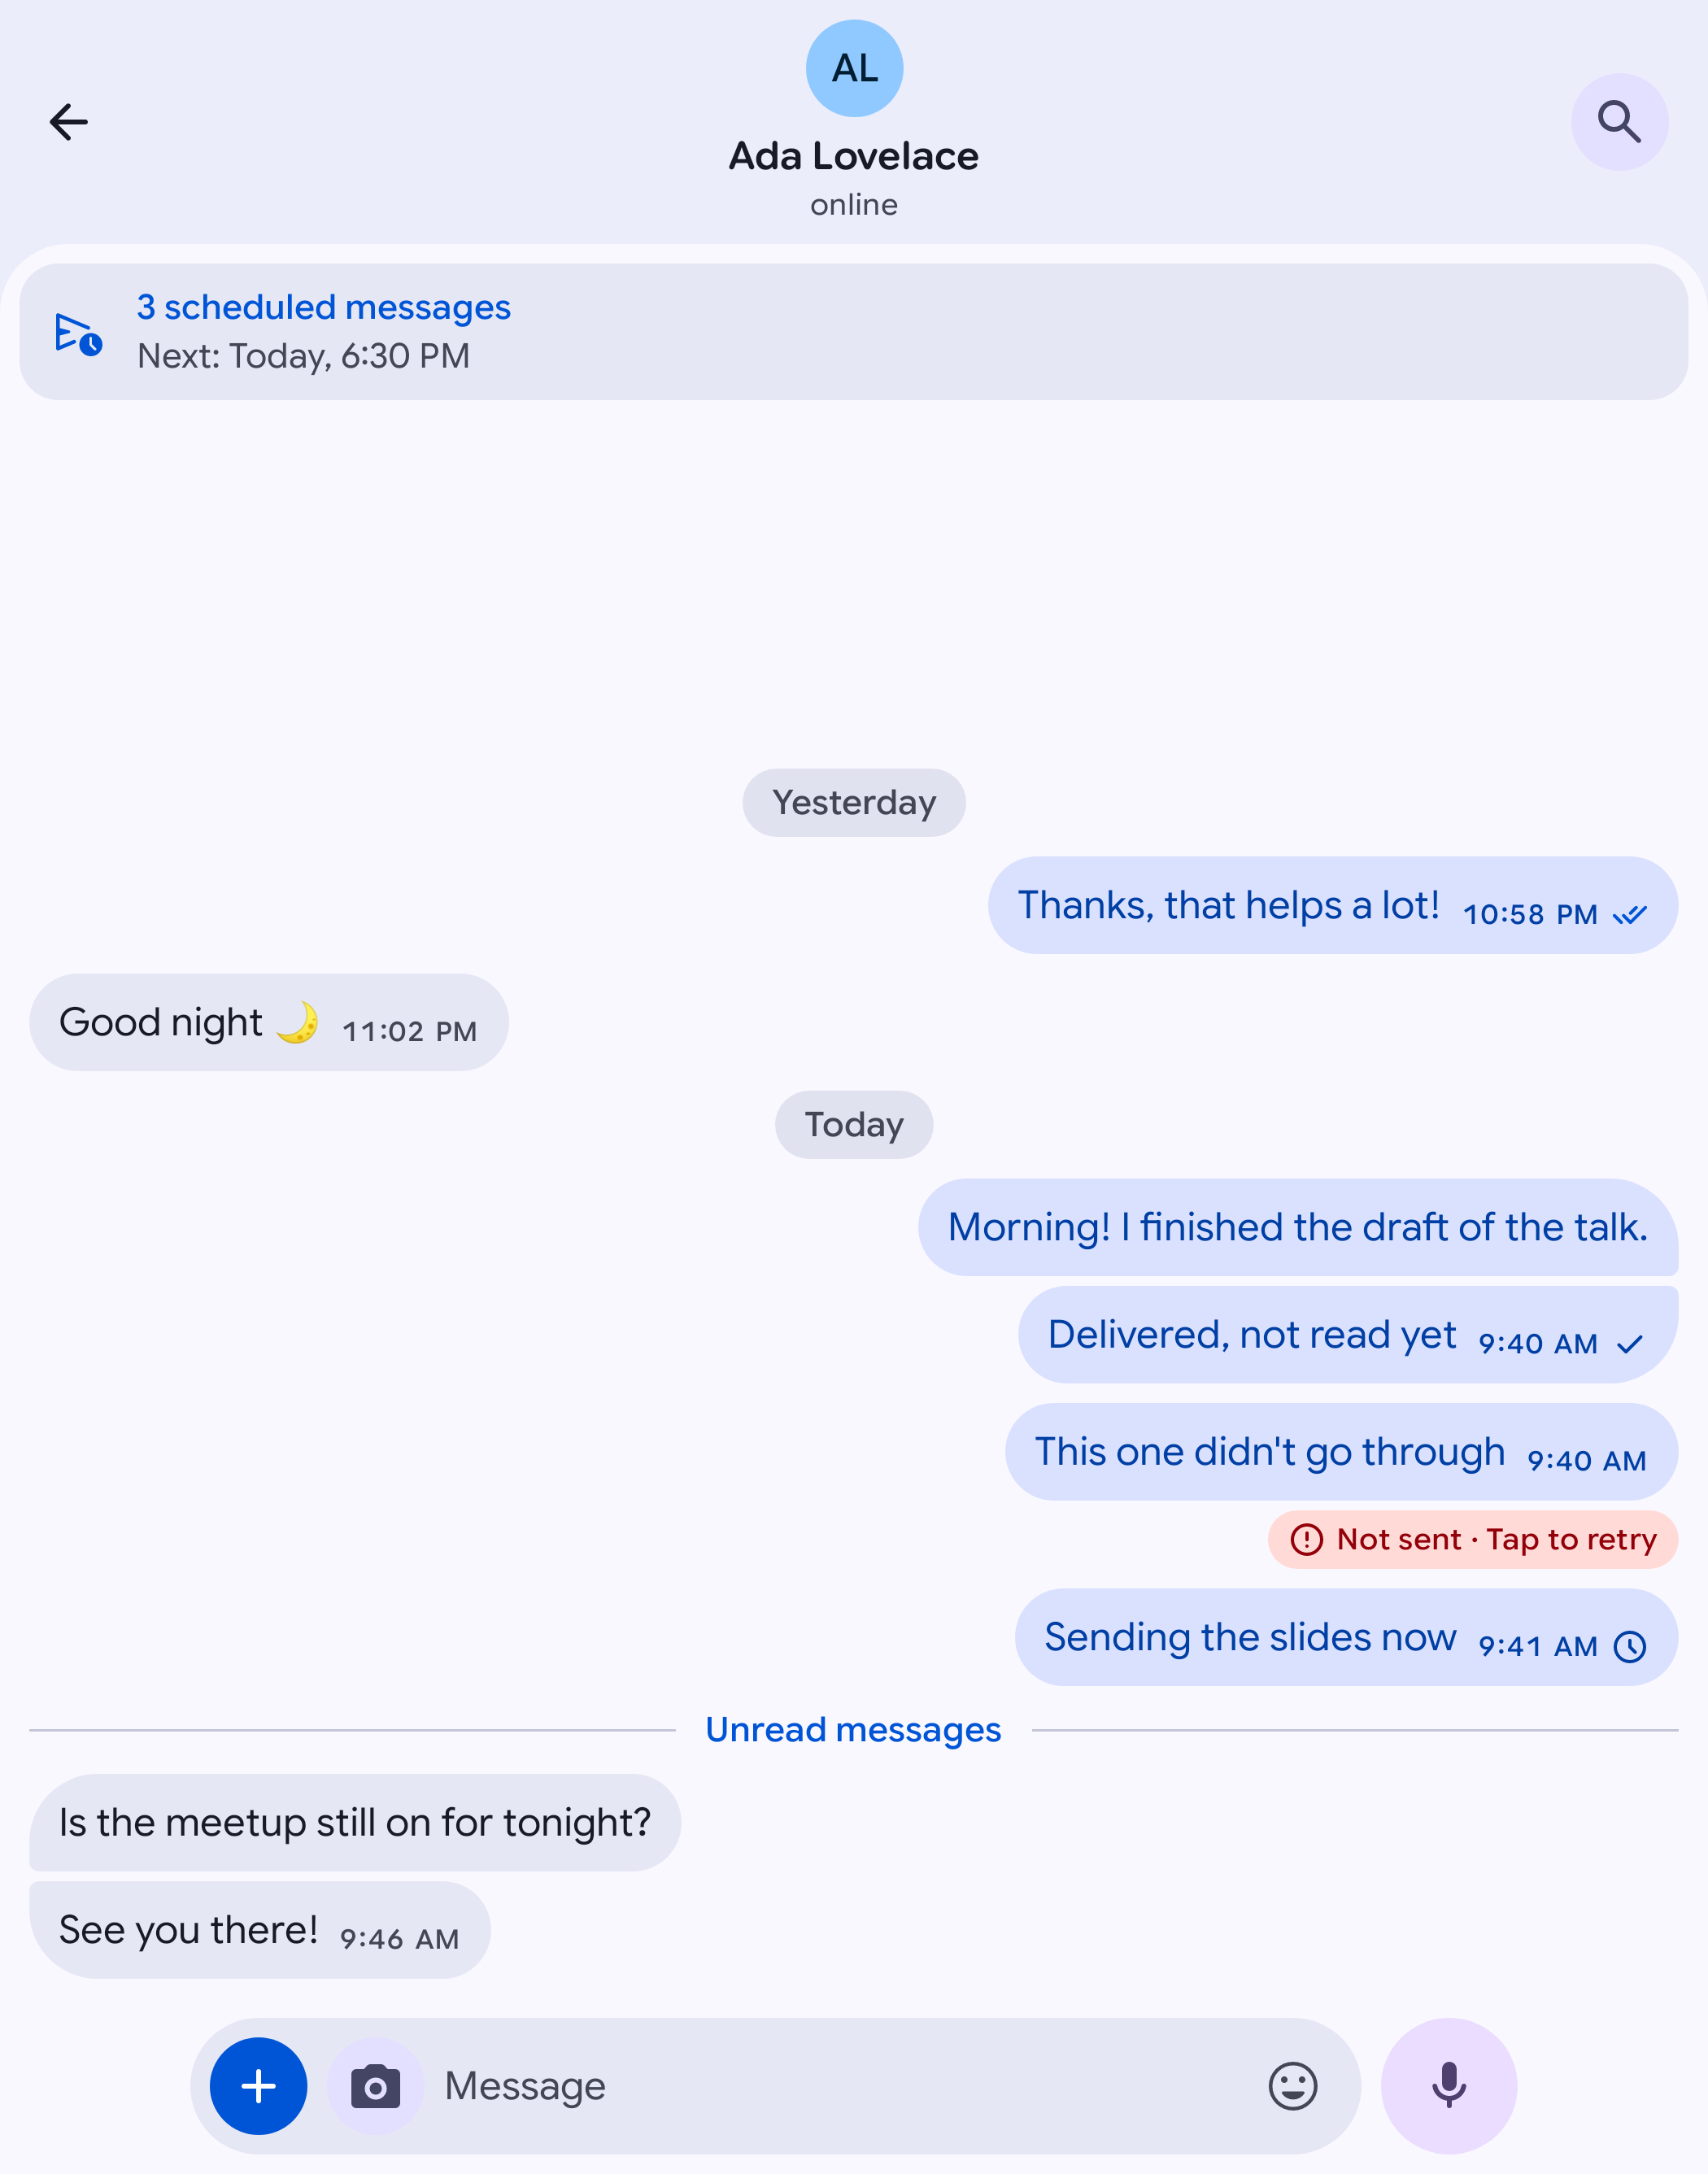 AL
Ada Lovelace
online
3 scheduled messages
Next: Today, 6:30 PM
Yesterday
Thanks, that helps a lot! 10:58 PM
Good night 🌙 11:02 PM
Today
Morning! I finished the draft of the talk.
Delivered, not read yet 9:40 AM
This one didn't go through 9:40 AM
Not sent · Tap to retry
Sending the slides now 9:41 AM
Unread messages
Is the meetup still on for tonight?
See you there! 9:46 AM
Message